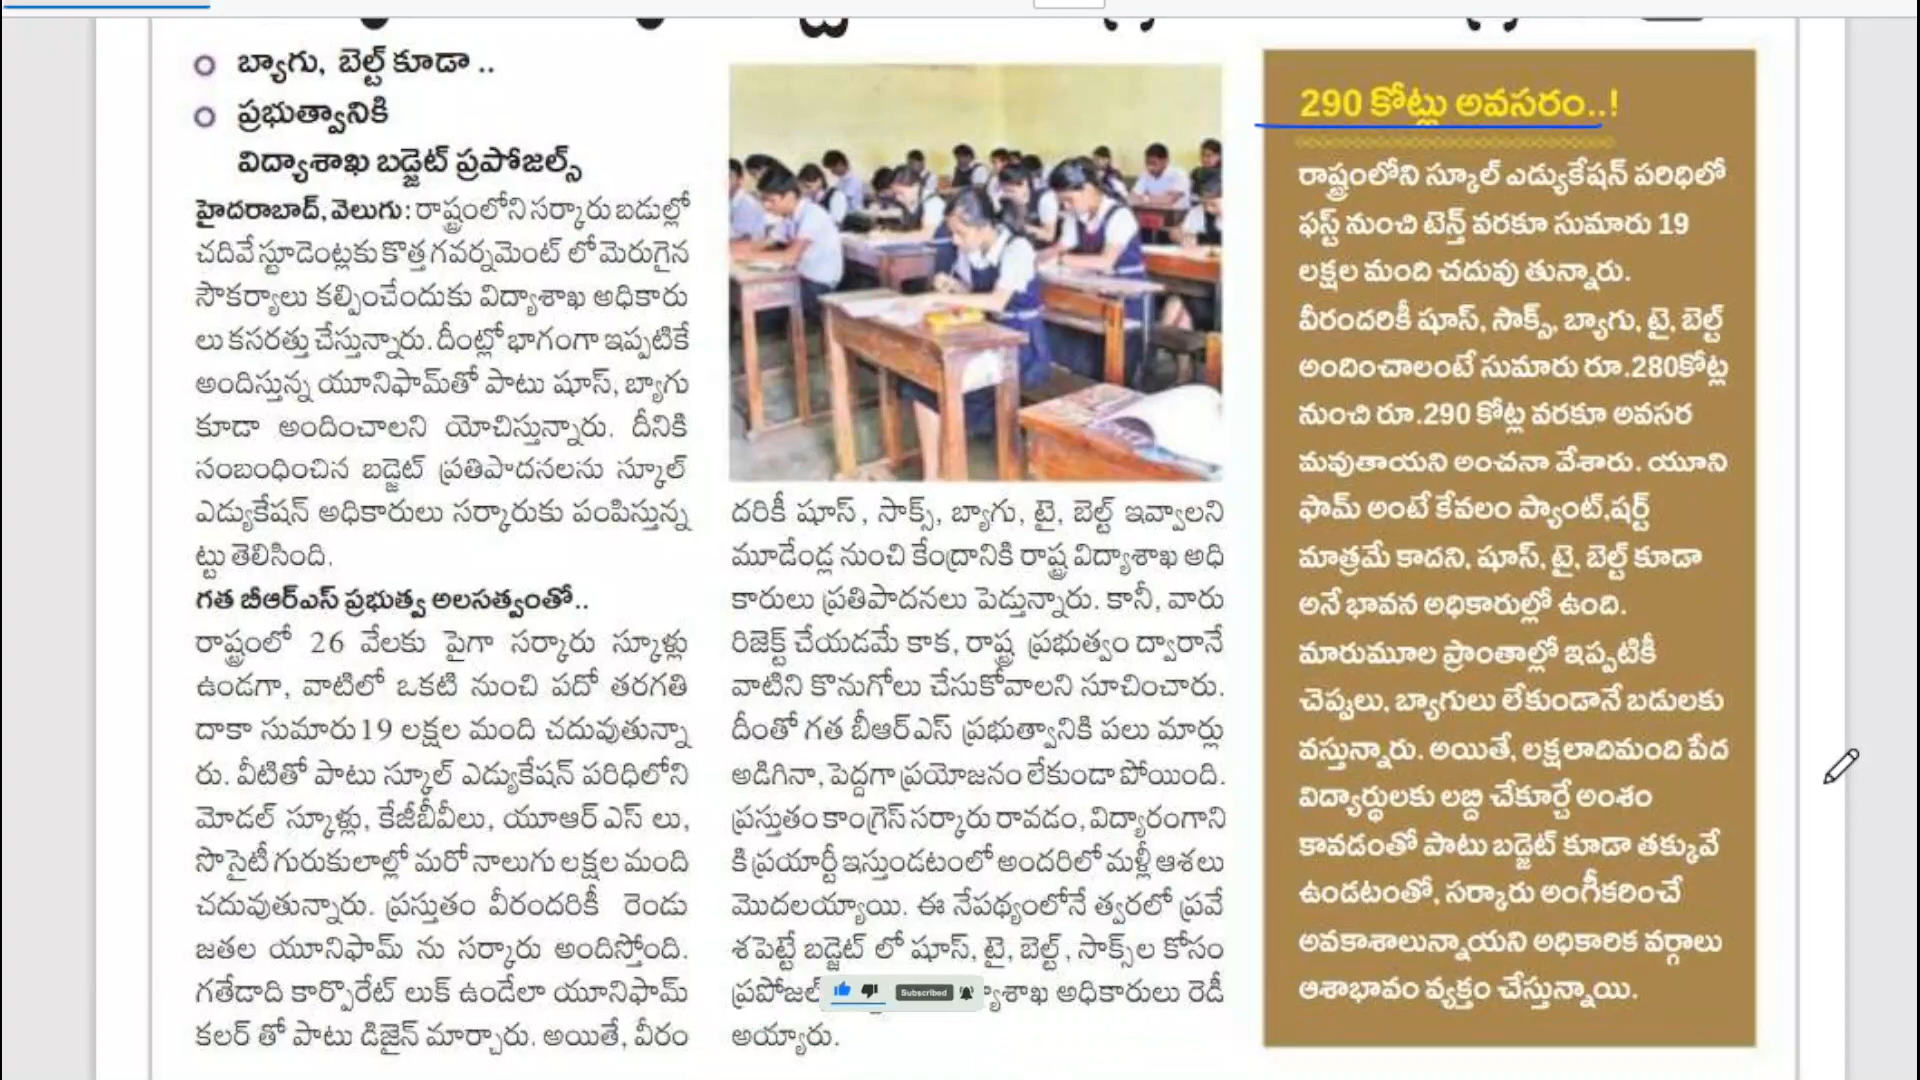 బ్యాగు, బెల్ట్ కూడా ..
ప్రభుత్వానికి
విద్యాశాఖ బడ్జెట్ ప్రపోజల్స్
హైదరాబాద్, వెలుగు: రాష్ట్రంలోని సర్కారు బడుల్లో
చదివే స్టూడెంట్లకు కొత్త గవర్నమెంట్ లో మెరుగైన
సౌకర్యాలు కల్పించేందుకు విద్యాశాఖ అధికారు
లు కసరత్తు చేస్తున్నారు. దీంట్లో భాగంగా ఇప్పటికే
అందిస్తున్న యూనిఫామ్‌తో పాటు షూస్, బ్యాగు
కూడా అందించాలని యోచిస్తున్నారు. దీనికి
సంబంధించిన బడ్జెట్ ప్రతిపాదనలను స్కూల్
ఎడ్యుకేషన్ అధికారులు సర్కారుకు పంపిస్తున్న
ట్టు తెలిసింది.
గత బీఆర్ఎస్ ప్రభుత్వ అలసత్వంతో..
రాష్ట్రంలో 26 వేలకు పైగా సర్కారు స్కూళ్లు
ఉండగా, వాటిలో ఒకటి నుంచి పదో తరగతి
దాకా సుమారు 19 లక్షల మంది చదువుతున్నా
రు. వీటితో పాటు స్కూల్ ఎడ్యుకేషన్ పరిధిలోని
మోడల్ స్కూళ్లు, కేజీబీవీలు, యూఆర్ ఎస్ లు,
సొసైటీ గురుకులాల్లో మరో నాలుగు లక్షల మంది
చదువుతున్నారు. ప్రస్తుతం వీరందరికీ రెండు
జతల యూనిఫామ్ ను సర్కారు అందిస్తోంది.
గతేడాది కార్పొరేట్ లుక్ ఉండేలా యూనిఫామ్
కలర్ తో పాటు డిజైన్ మార్చారు. అయితే, వీరం
దరికీ షూస్, సాక్స్, బ్యాగు, టై, బెల్ట్ ఇవ్వాలని
మూడేండ్ల నుంచి కేంద్రానికి రాష్ట్ర విద్యాశాఖ అధి
కారులు ప్రతిపాదనలు పెడ్తున్నారు. కానీ, వారు
రిజెక్ట్ చేయడమే కాక, రాష్ట్ర ప్రభుత్వం ద్వారానే
వాటిని కొనుగోలు చేసుకోవాలని సూచించారు.
దీంతో గత బీఆర్ఎస్ ప్రభుత్వానికి పలు మార్లు
అడిగినా, పెద్దగా ప్రయోజనం లేకుండా పోయింది.
ప్రస్తుతం కాంగ్రెస్ సర్కారు రావడం, విద్యారంగాని
కి ప్రయార్టీ ఇస్తుండటంలో అందరిలో మళ్లీ ఆశలు
మొదలయ్యాయి. ఈ నేపథ్యంలోనే త్వరలో ప్రవే
శపెట్టే బడ్జెట్ లో షూస్, టై, బెల్ట్, సాక్స్‌ల కోసం
ప్రపోజల్ Subscribed ్యాశాఖ అధికారులు రెడీ
అయ్యారు.
290 కోట్లు అవసరం..!
రాష్ట్రంలోని స్కూల్ ఎడ్యుకేషన్ పరిధిలో
ఫస్ట్ నుంచి టెన్త్ వరకూ సుమారు 19
లక్షల మంది చదువు తున్నారు.
వీరందరికీ షూస్, సాక్స్, బ్యాగు, టై, బెల్ట్
అందించాలంటే సుమారు రూ.280కోట్ల
నుంచి రూ.290 కోట్ల వరకూ అవసర
మవుతాయని అంచనా వేశారు. యూని
ఫామ్ అంటే కేవలం ప్యాంట్,షర్ట్
మాత్రమే కాదని, షూస్, టై, బెల్ట్ కూడా
అనే భావన అధికారుల్లో ఉంది.
మారుమూల ప్రాంతాల్లో ఇప్పటికీ
చెప్పులు, బ్యాగులు లేకుండానే బడులకు
వస్తున్నారు. అయితే, లక్షలాదిమంది పేద
విద్యార్థులకు లబ్ది చేకూర్చే అంశం
కావడంతో పాటు బడ్జెట్ కూడా తక్కువే
ఉండటంతో, సర్కారు అంగీకరించే
అవకాశాలున్నాయని అధికారిక వర్గాలు
ఆశాభావం వ్యక్తం చేస్తున్నాయి.